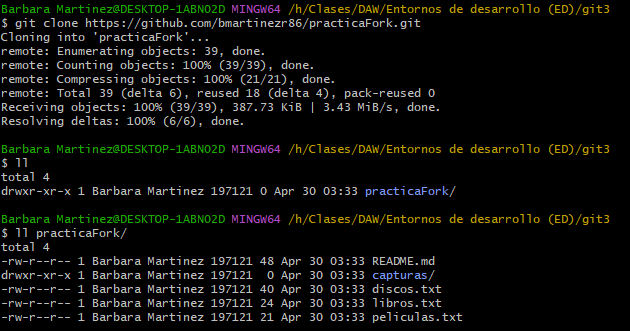 Barbara Martinez@DESKTOP-1ABNO2D MINGW64 /h/Clases/DAW/Entornos de desarrollo (ED)/git3
$ git clone https://github.com/bmartinezr86/practicaFork.git
Cloning into 'practicaFork'...
remote: Enumerating objects: 39, done.
remote: Counting objects: 100% (39/39), done.
remote: Compressing objects: 100% (21/21), done.
remote: Total 39 (delta 6), reused 18 (delta 4), pack-reused 0
Receiving objects: 100% (39/39), 387.73 KiB | 3.43 MiB/s, done.
Resolving deltas: 100% (6/6), done.
Barbara Martinez@DESKTOP-1ABNO2D MINGW64 /h/Clases/DAW/Entornos de desarrollo (ED)/git3
$ ll
total 4
drwxr-xr-x 1 Barbara Martinez 197121 0 Apr 30 03:33 practicaFork/
Barbara Martinez@DESKTOP-1ABNO2D MINGW64 /h/Clases/DAW/Entornos de desarrollo (ED)/git3
$ ll practicaFork/
total 4
-rw-r--r-- 1 Barbara Martinez 197121 48 Apr 30 03:33 README.md
drwxr-xr-x 1 Barbara Martinez 197121  0 Apr 30 03:33 capturas/
-rw-r--r-- 1 Barbara Martinez 197121 40 Apr 30 03:33 discos.txt
-rw-r--r-- 1 Barbara Martinez 197121 24 Apr 30 03:33 libros.txt
-rw-r--r-- 1 Barbara Martinez 197121 21 Apr 30 03:33 peliculas.txt